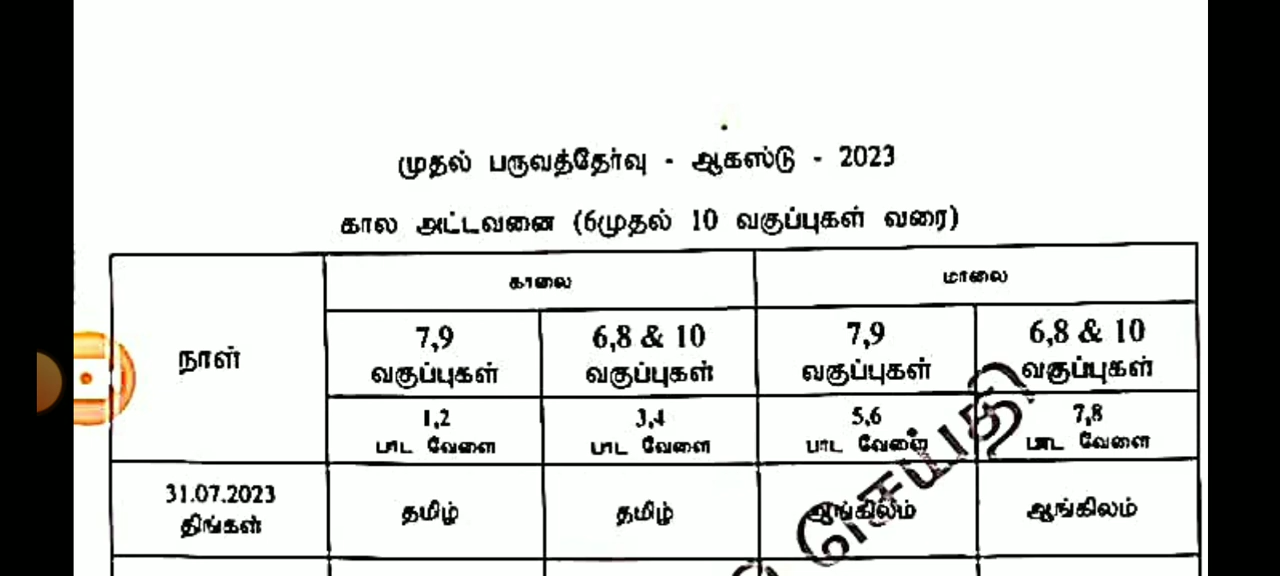 முதல் பருவத்தேர்வு - ஆகஸ்டு - 2023
கால அட்டவனை (6முதல் 10 வகுப்புகள் வரை)
நாள்
காலை
மாலை
7,9
வகுப்புகள்
6,8 & 10
வகுப்புகள்
7,9
வகுப்புகள்
6,8 & 10
வகுப்புகள்
1,2
பாட வேளை
3,4
பாட வேளை
5,6
பாட வேளை
7,8
பாட வேளை
31.07.2023
திங்கள்
தமிழ்
தமிழ்
ஆங்கிலம்
ஆங்கிலம்
செய்தி